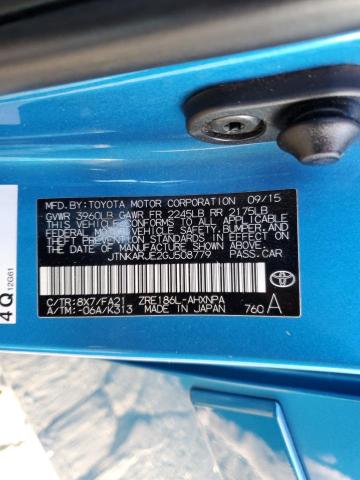 MFD.BY:TOYOTA MOTOR CORPORATION 09/15
GVWR 3960LB GAWR FR 2245LB RR 2175LB
THIS VEHICLE CONFORMS TO ALL APPLICABLE
FEDERAL MOTOR VEHICLE SAFETY, BUMPER, AND
THEFT PREVENTION STANDARDS IN EFFECT ON
THE DATE OF MANUFACTURE SHOWN ABOVE.
JTNKARJE2GJ508779 PASS.CAR
C/TR:8X7/FA21 ZRE186L-AHXNPA
A/TM:-06A/K313 MADE IN JAPAN 760 A
4Q 12G61